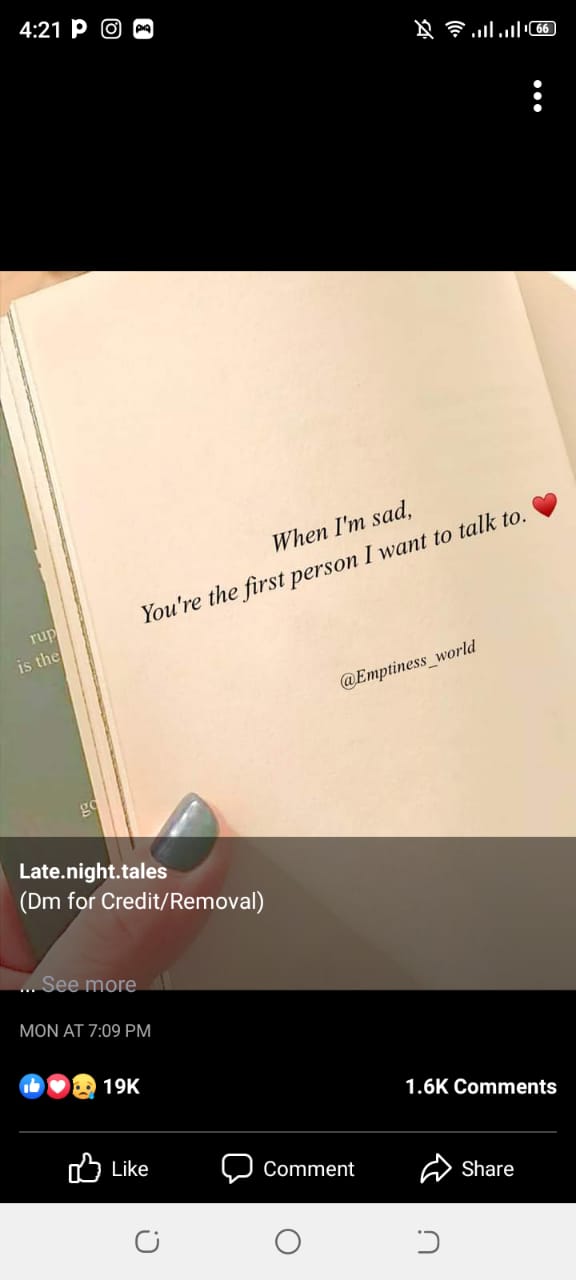 4:21
66
When I'm sad,
You're the first person I want to talk to.
@Emptiness_world
rup
is the
go
Late.night.tales
(Dm for Credit/Removal)
... See more
MON AT 7:09 PM
19K
1.6K Comments
Like
Comment
Share